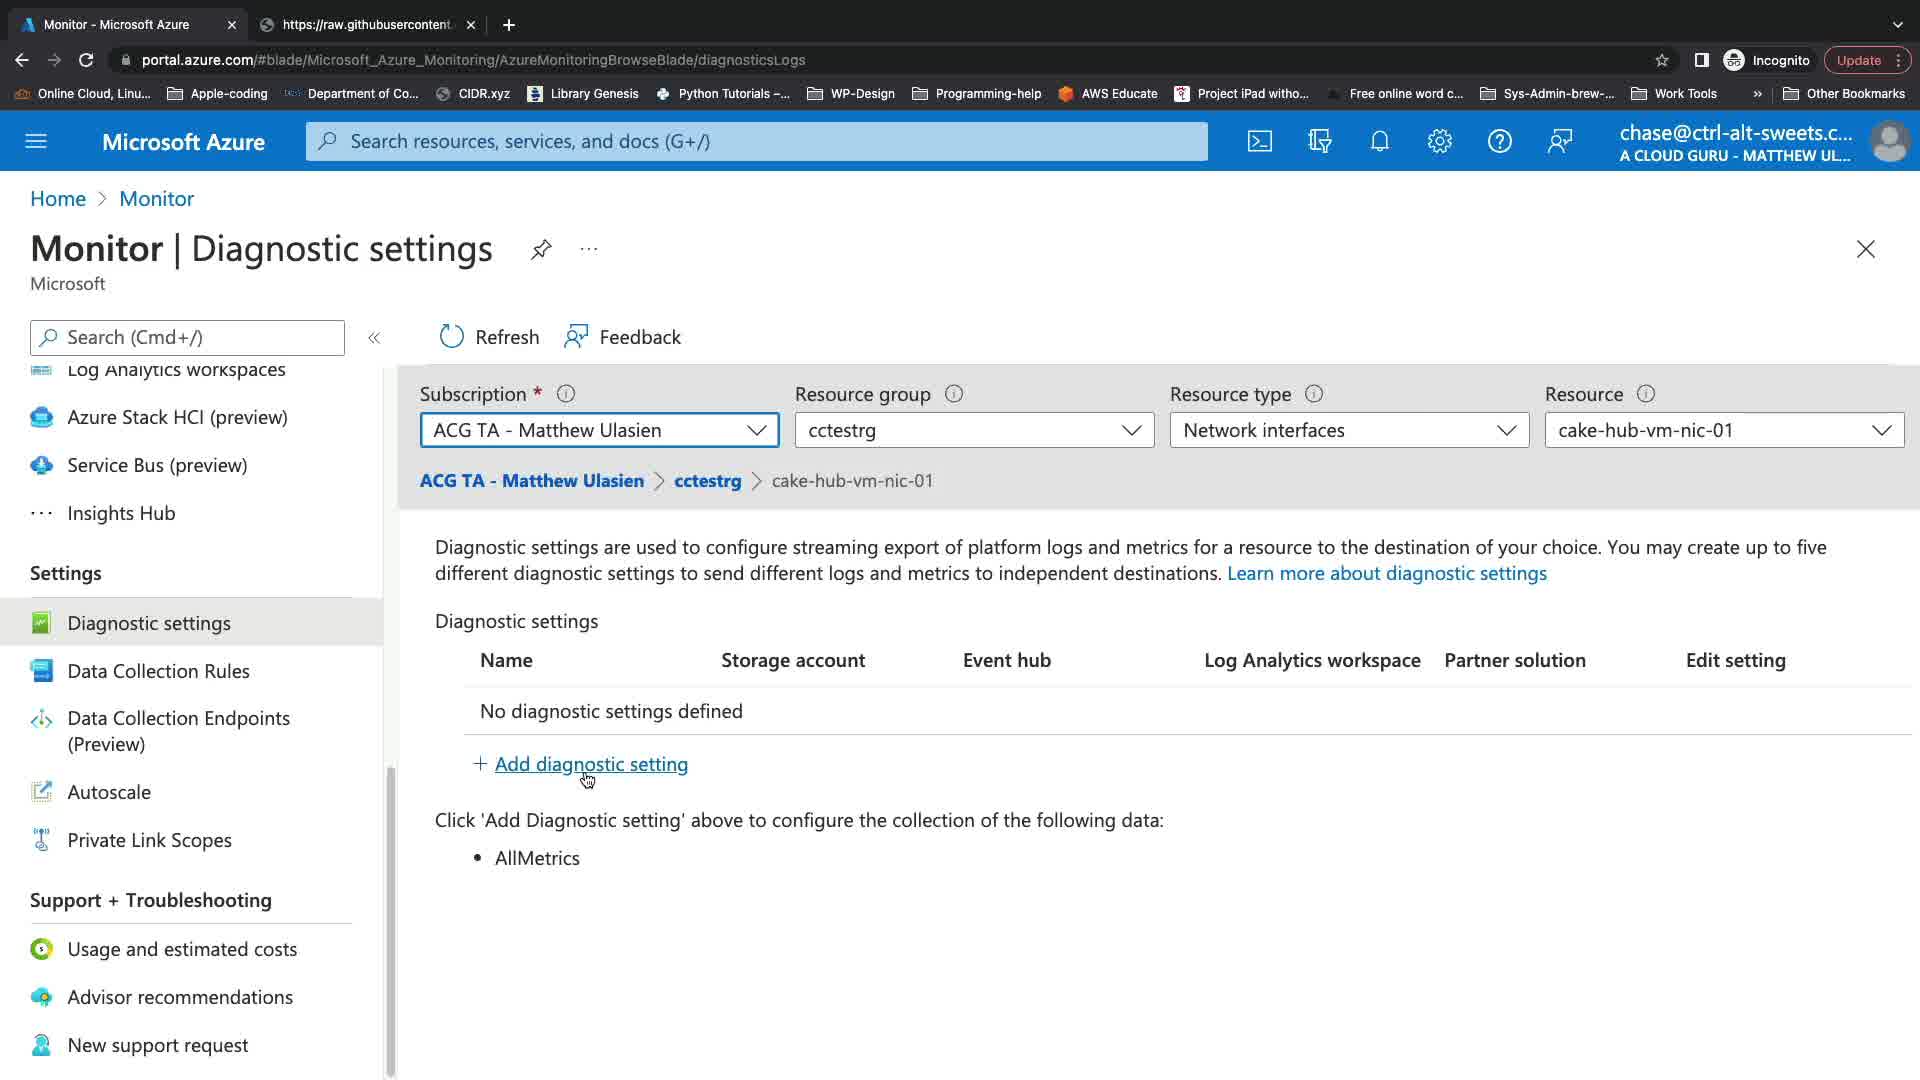 Monitor - Microsoft Azure
https://raw.githubusercontent
portal.azure.com/#blade/Microsoft_Azure_Monitoring/AzureMonitoringBrowseBlade/diagnosticsLogs
Incognito
Update
Online Cloud, Linu...
Apple-coding
Department of Co...
CIDR.xyz
Library Genesis
Python Tutorials –...
WP-Design
Programming-help
AWS Educate
Project iPad witho...
Free online word c...
Sys-Admin-brew-...
Work Tools
»
Other Bookmarks
Microsoft Azure
Search resources, services, and docs (G+/)
chase@ctrl-alt-sweets.c...
A CLOUD GURU - MATTHEW UL...
Home > Monitor
Monitor | Diagnostic settings
...
Microsoft
Search (Cmd+/)
«
Refresh
Feedback
Log Analytics workspaces
Azure Stack HCI (preview)
Service Bus (preview)
Insights Hub
Settings
Diagnostic settings
Data Collection Rules
Data Collection Endpoints
(Preview)
Autoscale
Private Link Scopes
Support + Troubleshooting
Usage and estimated costs
Advisor recommendations
New support request
Subscription *
Resource group
Resource type
Resource
ACG TA - Matthew Ulasien
cctestrg
Network interfaces
cake-hub-vm-nic-01
ACG TA - Matthew Ulasien > cctestrg > cake-hub-vm-nic-01
Diagnostic settings are used to configure streaming export of platform logs and metrics for a resource to the destination of your choice. You may create up to five
different diagnostic settings to send different logs and metrics to independent destinations. Learn more about diagnostic settings
Diagnostic settings
Name
Storage account
Event hub
Log Analytics workspace
Partner solution
Edit setting
No diagnostic settings defined
+ Add diagnostic setting
Click 'Add Diagnostic setting' above to configure the collection of the following data:
• AllMetrics